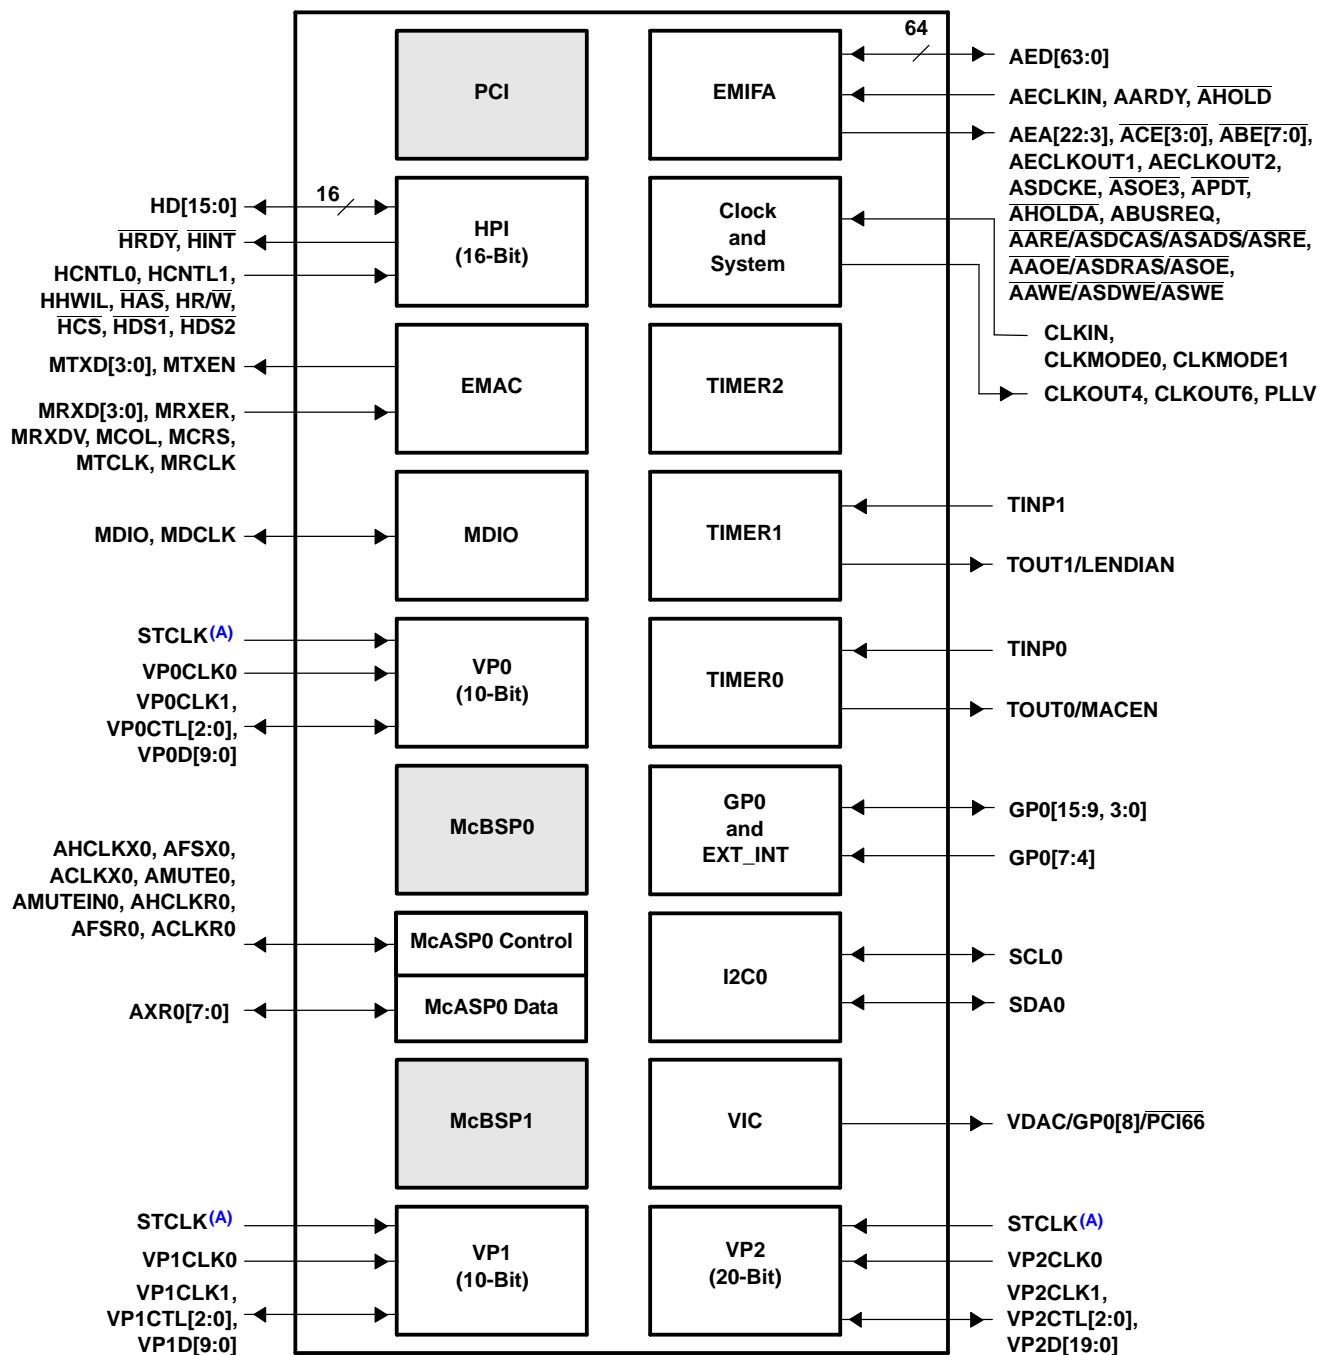 PCI
HD[15:0]
16
HRDY, HINT
HCNTL0, HCNTL1,
HHWIL, HAS, HR/W,
HCS, HDS1, HDS2
HPI
(16-Bit)
MTXD[3:0], MTXEN
MRXD[3:0], MRXER,
MRXDV, MCOL, MCRS,
MTCLK, MRCLK
EMAC
MDIO, MDCLK
MDIO
STCLK(A)
VP0CLK0
VP0CLK1,
VP0CTL[2:0],
VP0D[9:0]
VP0
(10-Bit)
McBSP0
AHCLKX0, AFSX0,
ACLKX0, AMUTE0,
AMUTEIN0, AHCLKR0,
AFSR0, ACLKR0
McASP0 Control
AXR0[7:0]
McASP0 Data
McBSP1
STCLK(A)
VP1CLK0
VP1CLK1,
VP1CTL[2:0],
VP1D[9:0]
VP1
(10-Bit)
EMIFA
64
AED[63:0]
AECLKIN, AARDY, AHOLD
AEA[22:3], ACE[3:0], ABE[7:0],
AECLKOUT1, AECLKOUT2,
ASDCKE, ASOE3, APDT,
AHOLDA, ABUSREQ,
AARE/ASDCAS/ASADS/ASRE,
AAOE/ASDRAS/ASOE,
AAWE/ASDWE/ASWE
Clock
and
System
CLKIN,
CLKMODE0, CLKMODE1
CLKOUT4, CLKOUT6, PLLV
TIMER2
TIMER1
TINP1
TOUT1/LENDIAN
TIMER0
TINP0
TOUT0/MACEN
GP0
and
EXT_INT
GP0[15:9, 3:0]
GP0[7:4]
I2C0
SCL0
SDA0
VIC
VDAC/GP0[8]/PCI66
VP2
(20-Bit)
STCLK(A)
VP2CLK0
VP2CLK1,
VP2CTL[2:0],
VP2D[19:0]